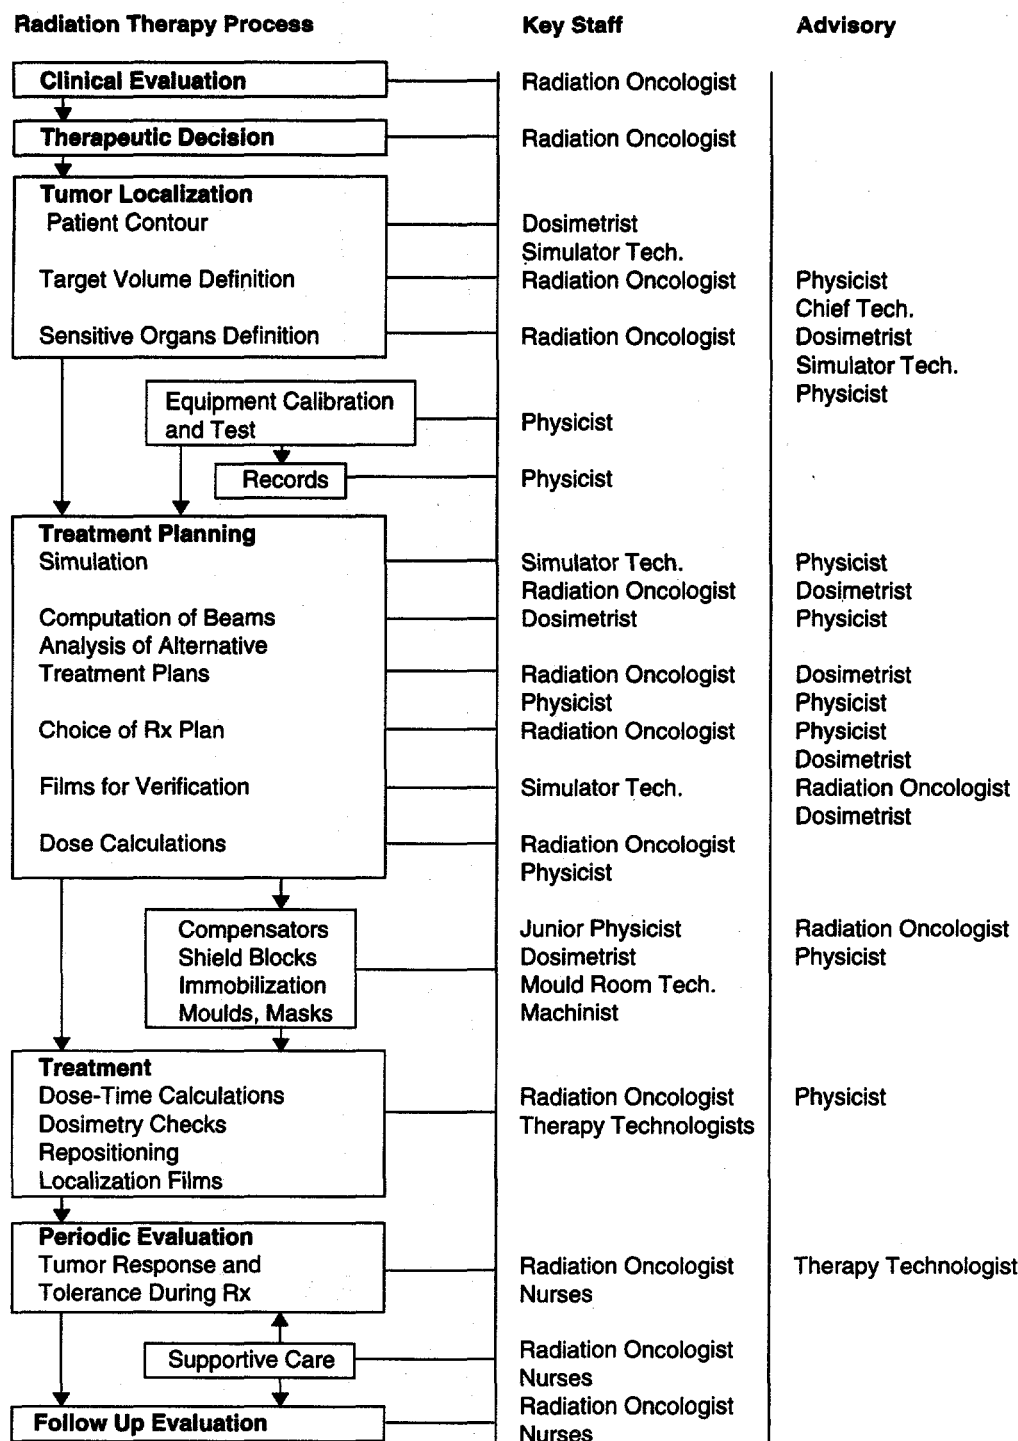 Radiation Therapy Process Key Staff Advisory
Clinical Evaluation Radiation Oncologist
Therapeutic Decision Radiation Oncologist
Tumor Localization
Patient Contour Dosimetrist
Simulator Tech.
Target Volume Definition Radiation Oncologist Physicist
Chief Tech.
Sensitive Organs Definition Radiation Oncologist Dosimetrist
Simulator Tech.
Physicist
Equipment Calibration
and Test Physicist
Records Physicist
Treatment Planning
Simulation Simulator Tech. Physicist
Radiation Oncologist Dosimetrist
Computation of Beams Dosimetrist Physicist
Analysis of Alternative
Treatment Plans Radiation Oncologist Dosimetrist
Physicist Physicist
Choice of Rx Plan Radiation Oncologist Physicist
Dosimetrist
Films for Verification Simulator Tech. Radiation Oncologist
Dosimetrist
Dose Calculations Radiation Oncologist
Physicist
Compensators Junior Physicist Radiation Oncologist
Shield Blocks Dosimetrist Physicist
Immobilization Mould Room Tech.
Moulds, Masks Machinist
Treatment
Dose-Time Calculations Radiation Oncologist Physicist
Dosimetry Checks Therapy Technologists
Repositioning
Localization Films
Periodic Evaluation
Tumor Response and Radiation Oncologist Therapy Technologist
Tolerance During Rx Nurses
Supportive Care Radiation Oncologist
Nurses
Radiation Oncologist
Follow Up Evaluation Nurses